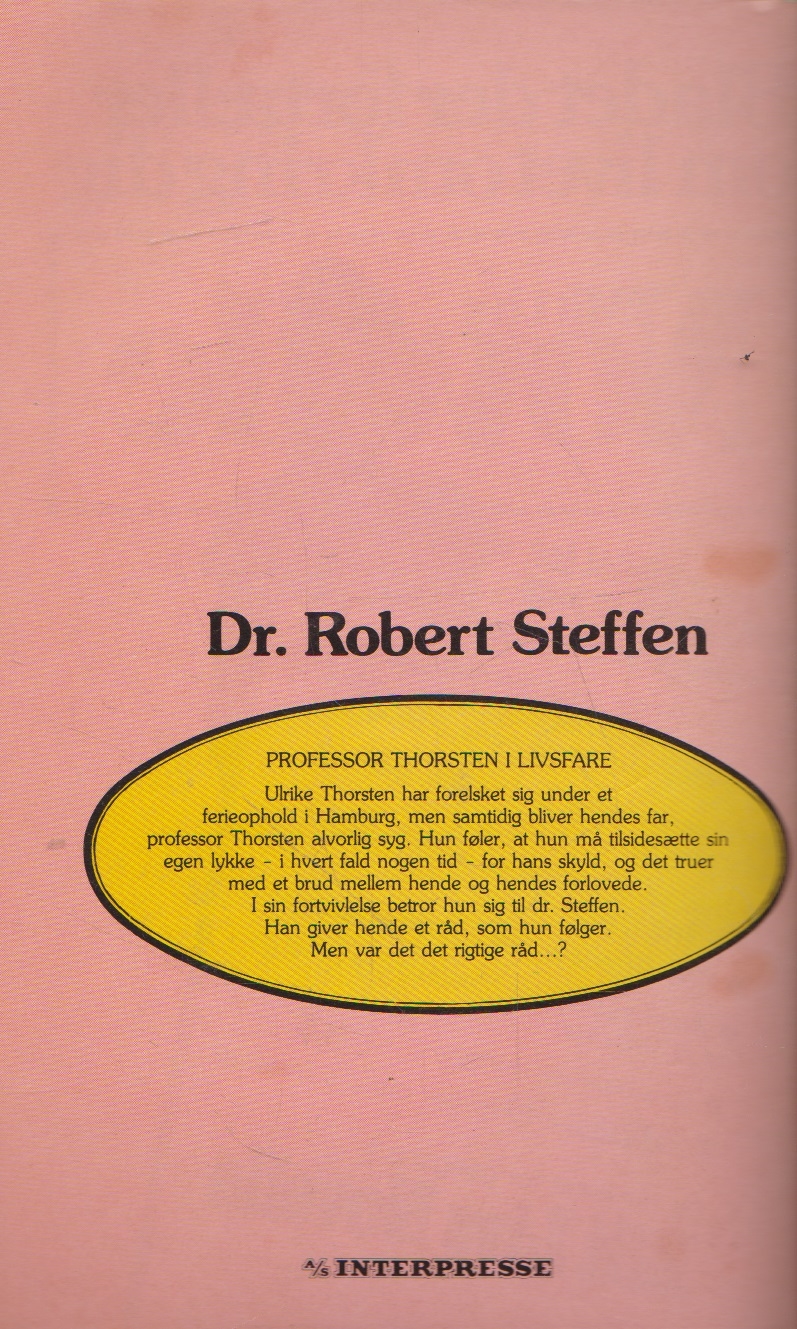 Dr. Robert Steffen
PROFESSOR THORSTEN I LIVSFARE
Ulrike Thorsten har forelsket sig under et
ferieophold i Hamburg, men samtidig bliver hendes far,
professor Thorsten alvorlig syg. Hun føler, at hun må tilsidesætte sin
egen lykke – i hvert fald nogen tid – for hans skyld, og det truer
med et brud mellem hende og hendes forlovede.
I sin fortvivlelse betror hun sig til dr. Steffen.
Han giver hende et råd, som hun følger.
Men var det det rigtige råd...?
A/S INTERPRESSE